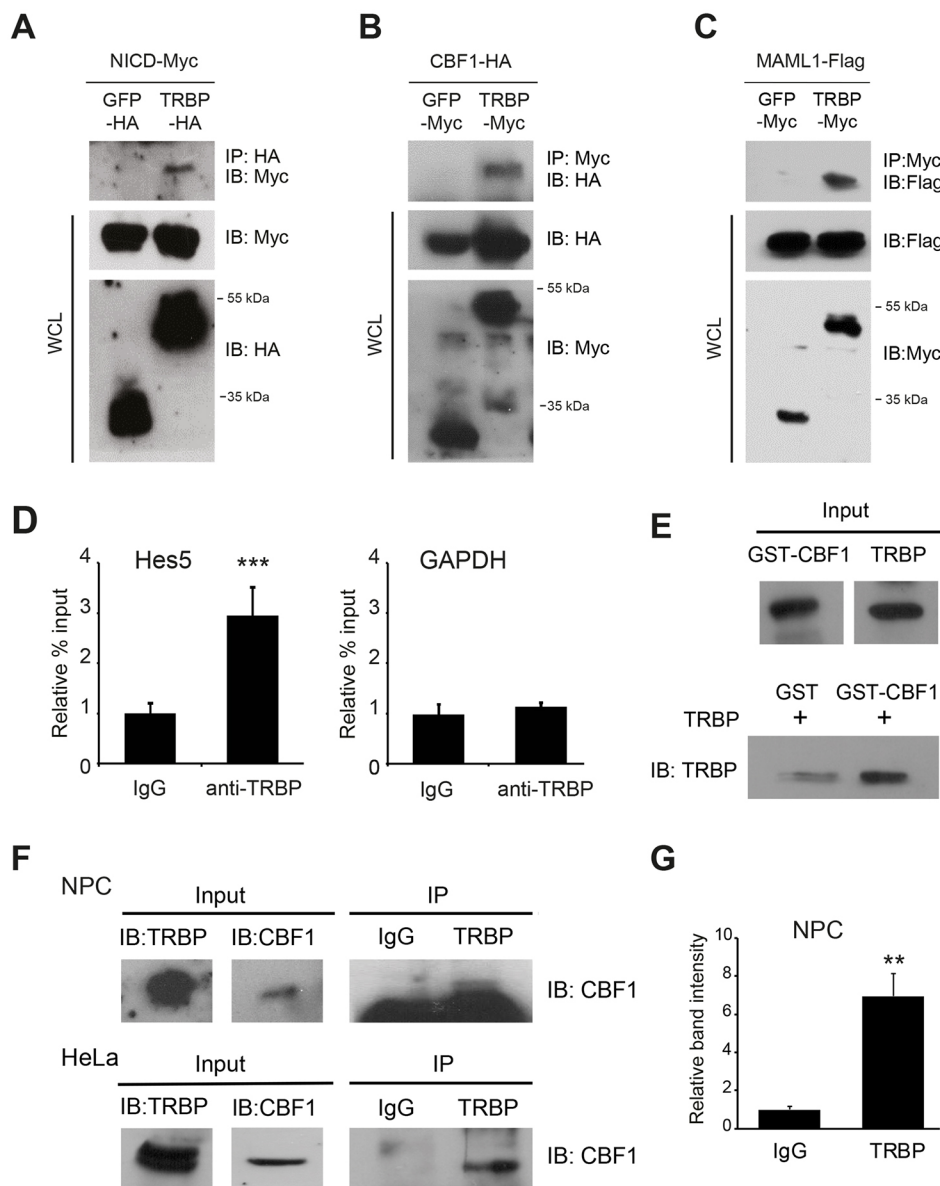 A
NICD-Myc
GFP
-HA
TRBP
-HA
IP: HA
IB: Myc
IB: Myc
- 55 kDa
IB: HA
-35 kDa
WCL
B
CBF1-HA
GFP
-Myc
TRBP
-Myc
IP: Myc
IB: HA
IB: HA
- 55 kDa
IB: Myc
-35 kDa
WCL
C
MAML1-Flag
GFP
-Myc
TRBP
-Myc
IP:Myc
IB:Flag
IB:Flag
- 55 kDa
IB:Myc
- 35 kDa
WCL
D
Relative % input
4
3
2
1
0
Hes5
***
IgG
anti-TRBP
Relative % input
4
3
2
1
0
GAPDH
IgG
anti-TRBP
E
Input
GST-CBF1
TRBP
GST
GST-CBF1
TRBP
+
+
IB: TRBP
F
NPC
Input
IP
IB:TRBP
IB:CBF1
IgG
TRBP
IB: CBF1
HeLa
Input
IP
IB:TRBP
IB:CBF1
IgG
TRBP
IB: CBF1
G
NPC
Relative band intensity
10
8
6
4
2
0
**
IgG
TRBP